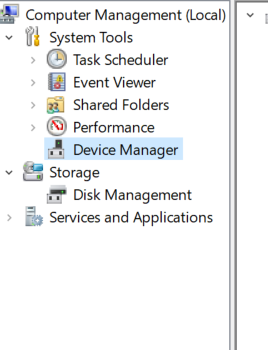 Computer Management (Local)
System Tools
Task Scheduler
Event Viewer
Shared Folders
Performance
Device Manager
Storage
Disk Management
Services and Applications